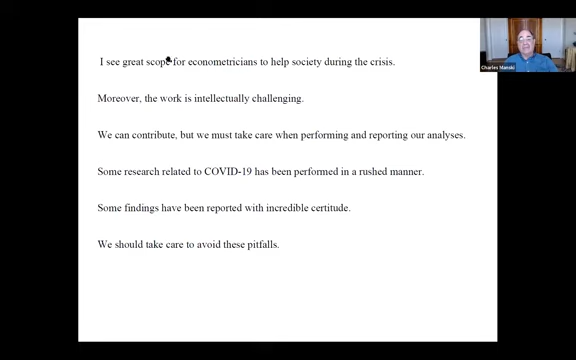 I see great scope for econometricians to help society during the crisis.
Moreover, the work is intellectually challenging.
We can contribute, but we must take care when performing and reporting our analyses.
Some research related to COVID-19 has been performed in a rushed manner.
Some findings have been reported with incredible certitude.
We should take care to avoid these pitfalls.
Charles Manski